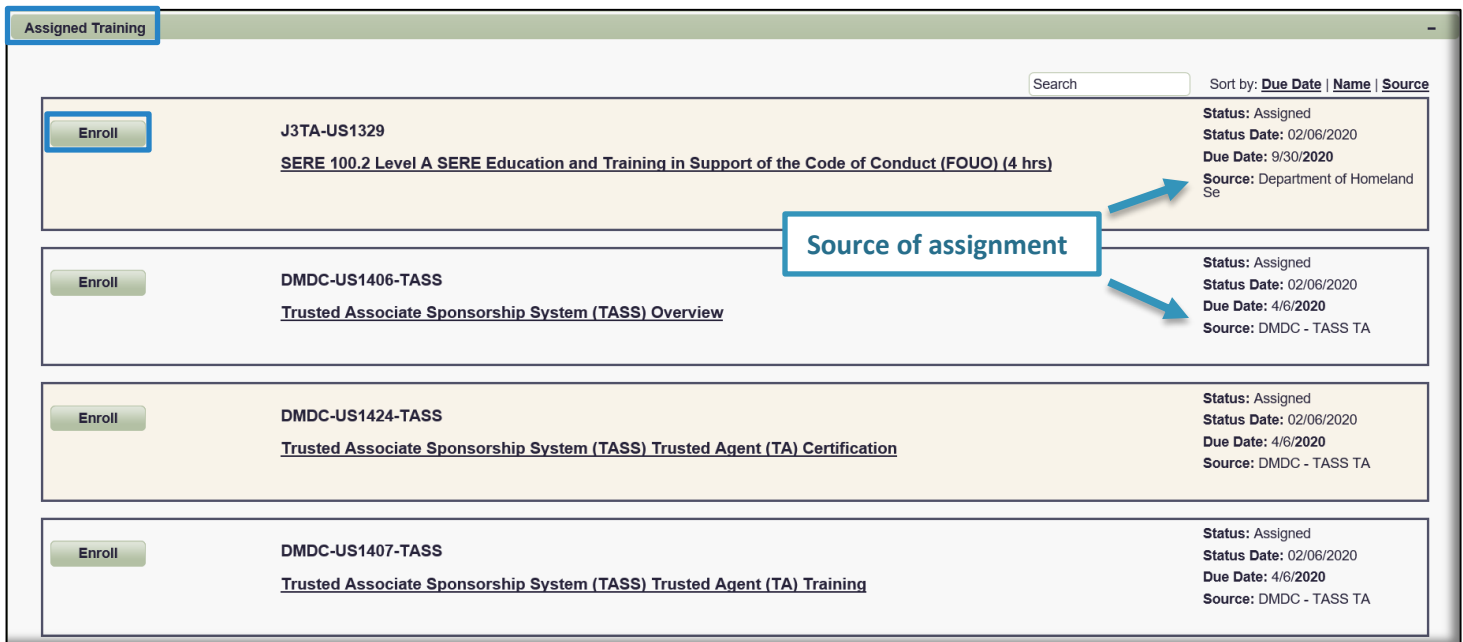 Assigned Training
–
Search
Sort by: Due Date | Name | Source
Enroll
J3TA-US1329
SERE 100.2 Level A SERE Education and Training in Support of the Code of Conduct (FOUO) (4 hrs)
Status: Assigned
Status Date: 02/06/2020
Due Date: 9/30/2020
Source: Department of Homeland
Se
Source of assignment
Enroll
DMDC-US1406-TASS
Trusted Associate Sponsorship System (TASS) Overview
Status: Assigned
Status Date: 02/06/2020
Due Date: 4/6/2020
Source: DMDC - TASS TA
Enroll
DMDC-US1424-TASS
Trusted Associate Sponsorship System (TASS) Trusted Agent (TA) Certification
Status: Assigned
Status Date: 02/06/2020
Due Date: 4/6/2020
Source: DMDC - TASS TA
Enroll
DMDC-US1407-TASS
Trusted Associate Sponsorship System (TASS) Trusted Agent (TA) Training
Status: Assigned
Status Date: 02/06/2020
Due Date: 4/6/2020
Source: DMDC - TASS TA